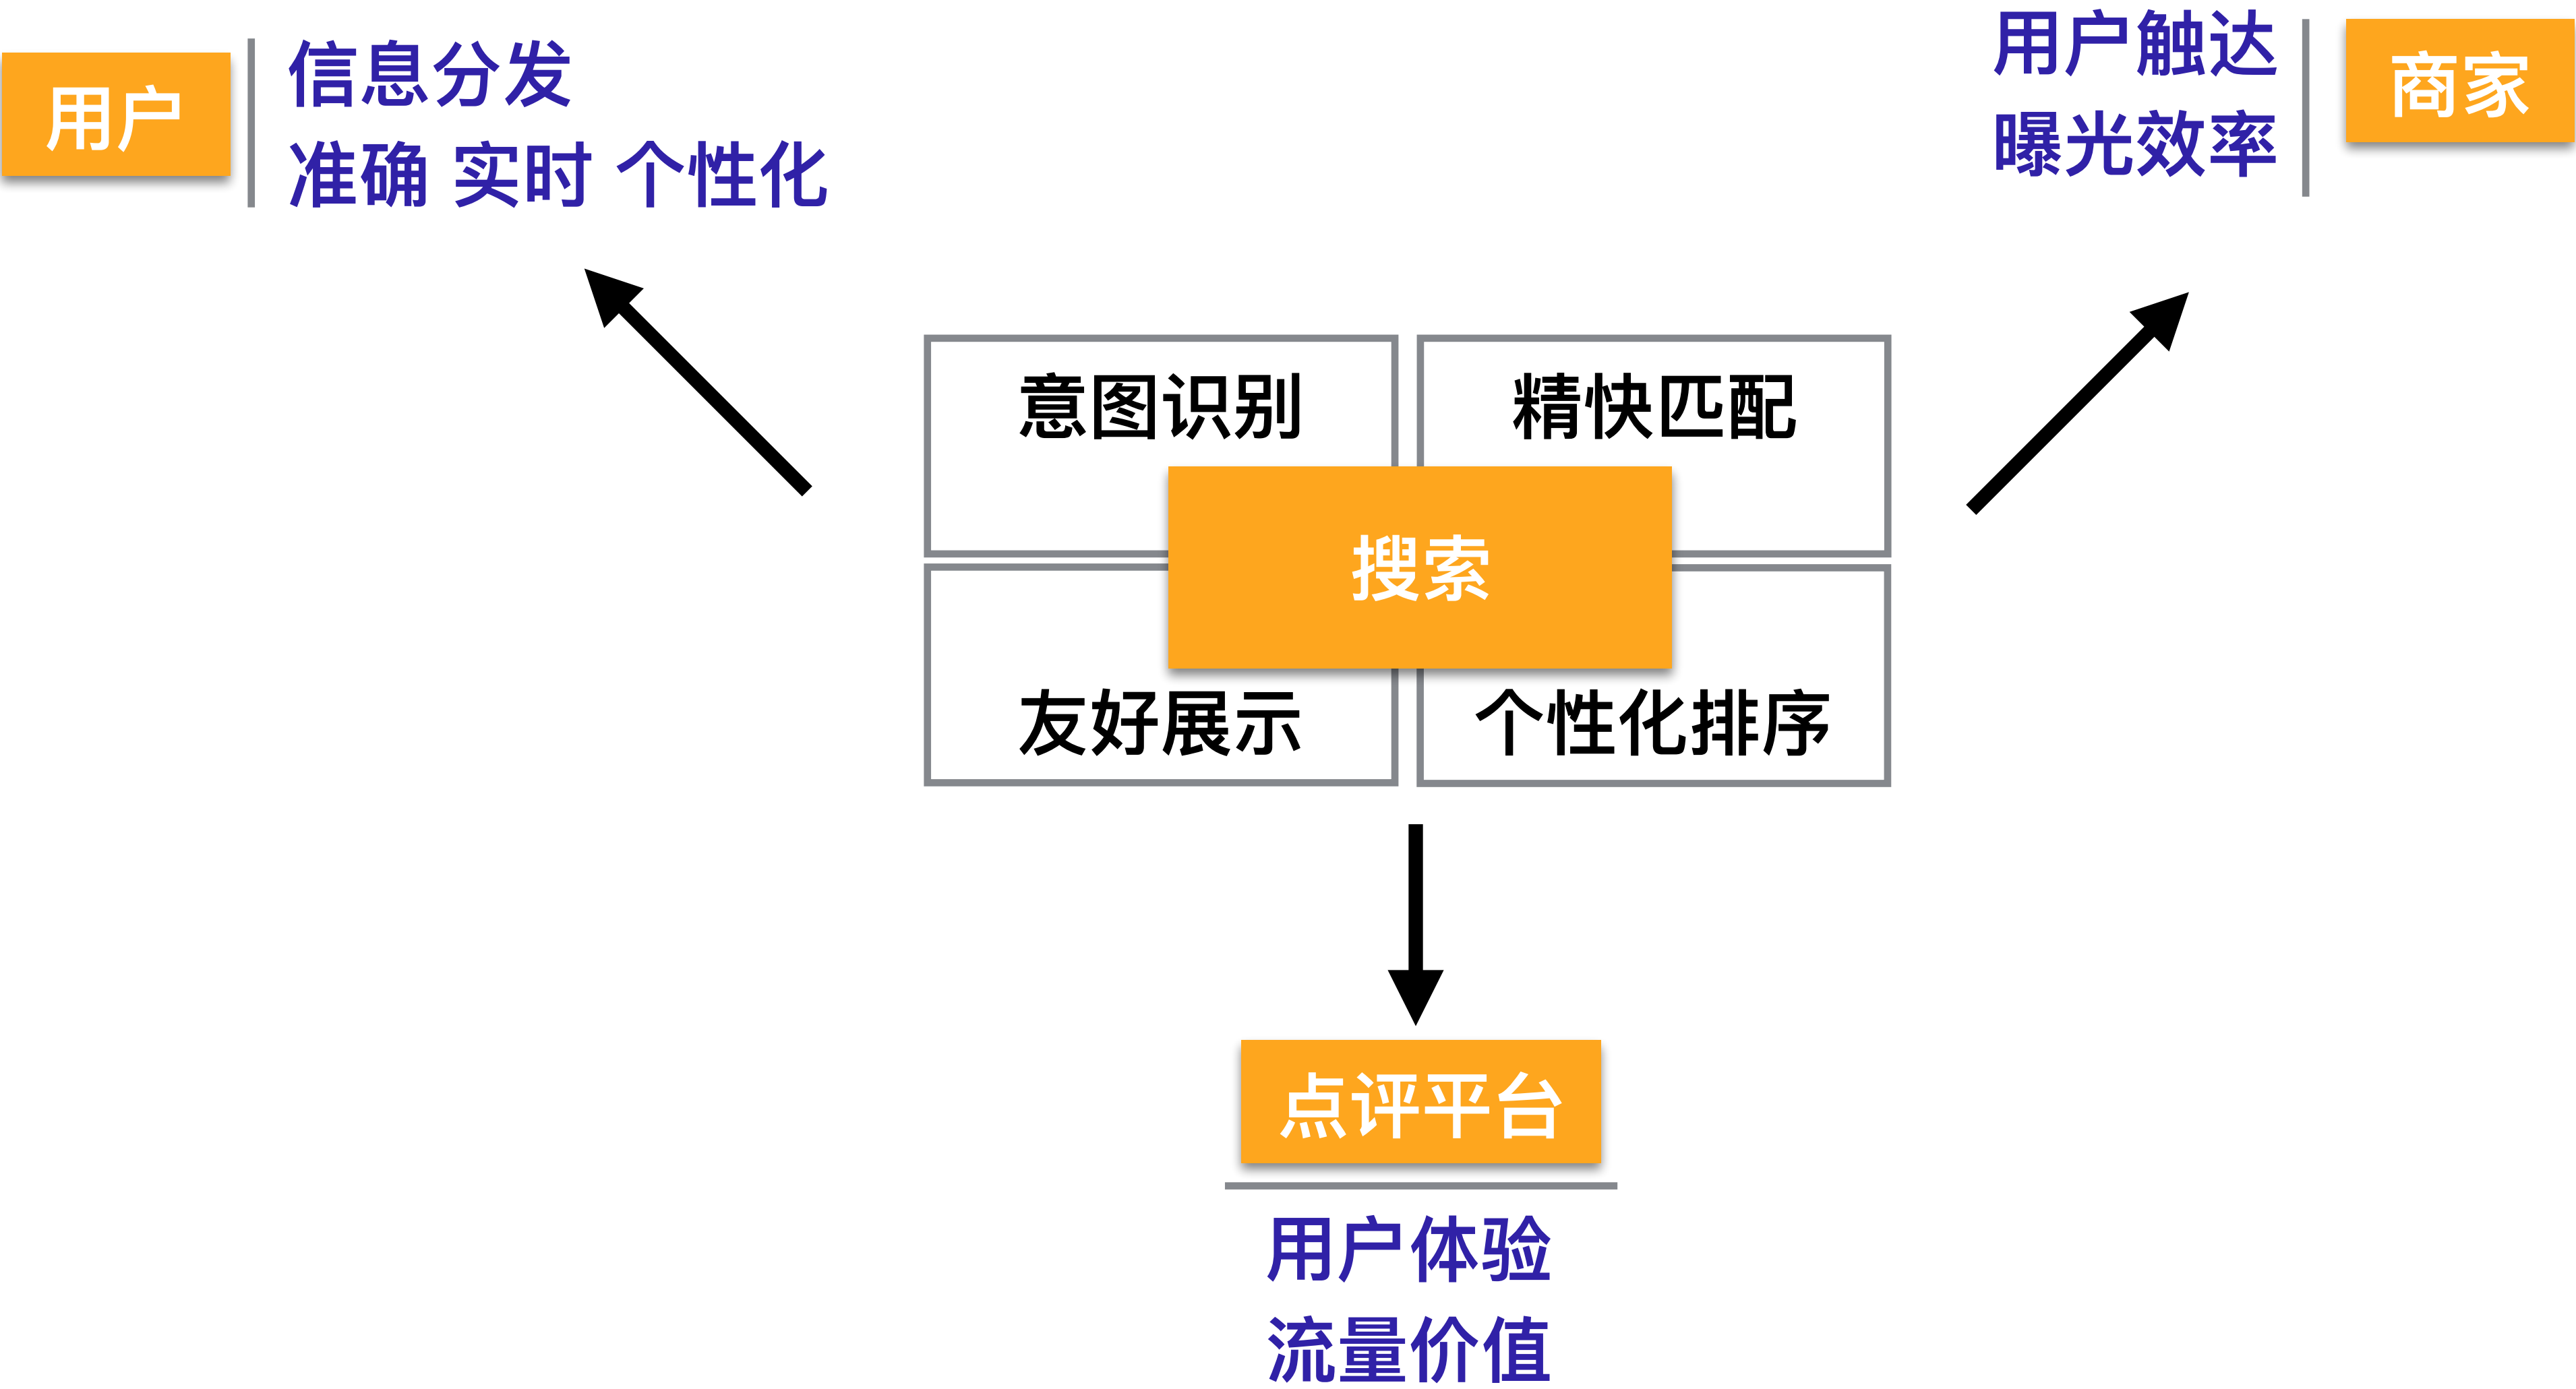 用户
信息分发
准确 实时 个性化
用户触达
曝光效率
商家
意图识别
精快匹配
搜索
友好展示
个性化排序
点评平台
用户体验
流量价值